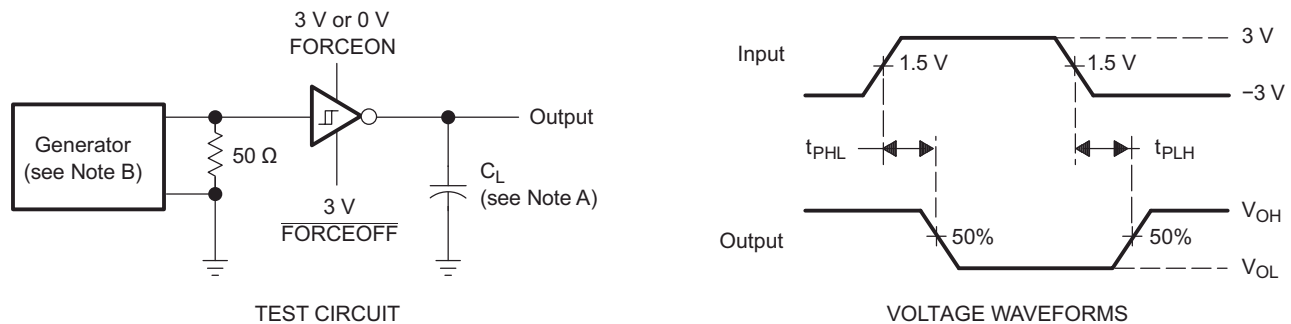 3 V or 0 V
FORCEON
Generator
(see Note B)
50 Ω
3 V
FORCEOFF
Output
C_L
(see Note A)
TEST CIRCUIT
Input
3 V
1.5 V
1.5 V
−3 V
t_PHL
t_PLH
Output
50%
50%
V_OH
V_OL
VOLTAGE WAVEFORMS